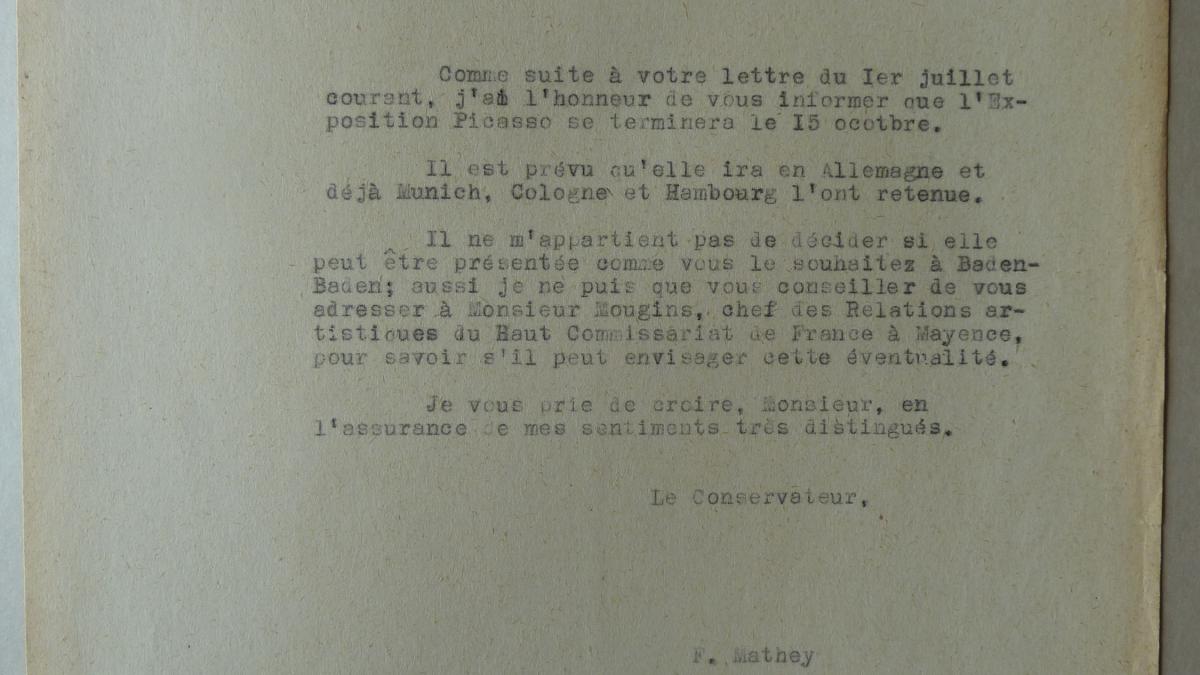 Comme suite à votre lettre du Ier juillet
courant, j'ai l'honneur de vous informer que l'Ex-
position Picasso se terminera le I5 ocotbre.
Il est prévu qu'elle ira en Allemagne et
déjà Munich, Cologne et Hambourg l'ont retenue.
Il ne m'appartient pas de décider si elle
peut être présentée comme vous le souhaitez à Baden-
Baden; aussi je ne puis que vous conseiller de vous
adresser à Monsieur Mougins, chef des Relations ar-
tistiques du Haut Commissariat de France à Mayence,
pour savoir s'il peut envisager cette éventualité.
Je vous prie de croire, Monsieur, en
l'assurance de mes sentiments très distingués.
Le Conservateur,
F. Mathey